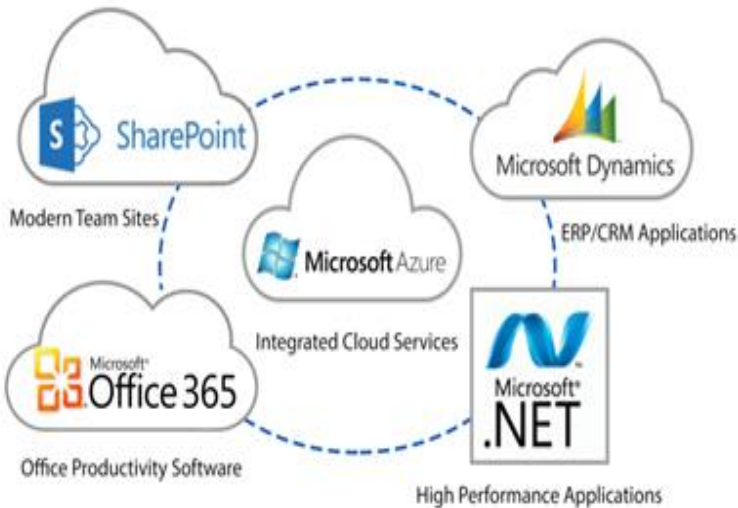 S SharePoint
Modern Team Sites
Microsoft Dynamics
ERP/CRM Applications
Microsoft Azure
Integrated Cloud Services
Microsoft®
Office 365
Office Productivity Software
Microsoft®
.NET
High Performance Applications